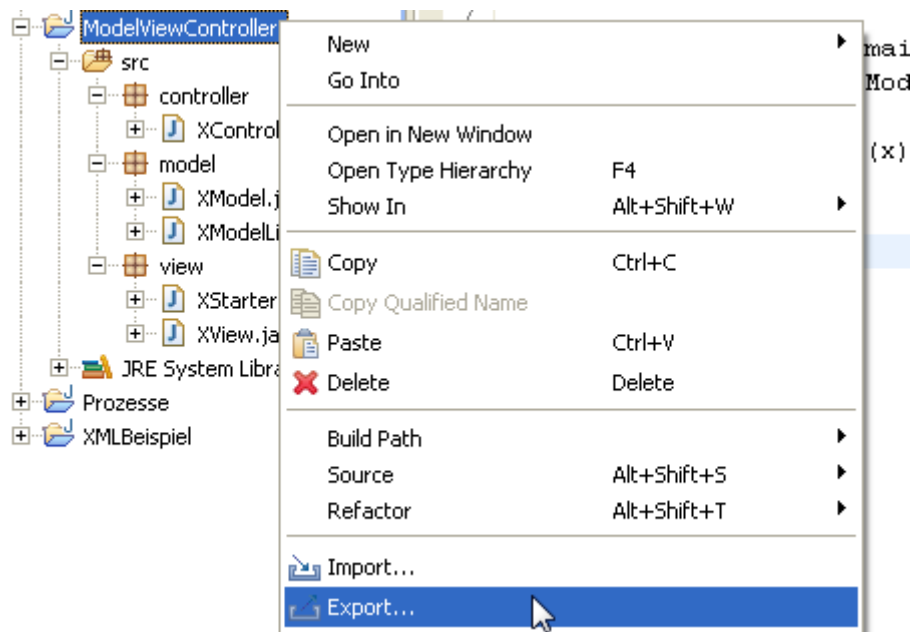 ModelViewController
src
controller
XControl
model
XModel.j
XModelLi
view
XStarter
XView.ja
JRE System Libra
Prozesse
XMLBeispiel
New
Go Into
Open in New Window
Open Type Hierarchy F4
Show In Alt+Shift+W
Copy Ctrl+C
Copy Qualified Name
Paste Ctrl+V
Delete Delete
Build Path
Source Alt+Shift+S
Refactor Alt+Shift+T
Import...
Export...
mai
Mod
(x)